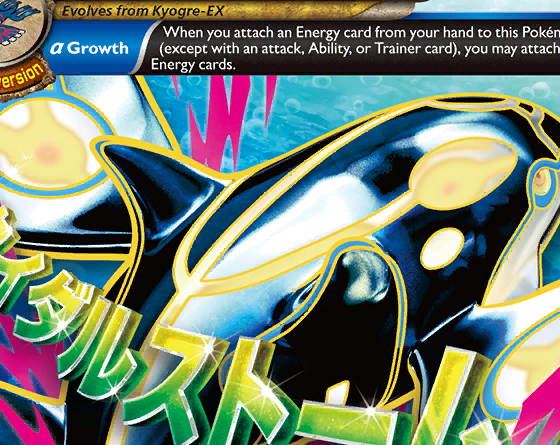 Evolves from Kyogre-EX
α Growth
When you attach an Energy card from your hand to this Pokém
(except with an attack, Ability, or Trainer card), you may attach
Energy cards.
version
イダルストー